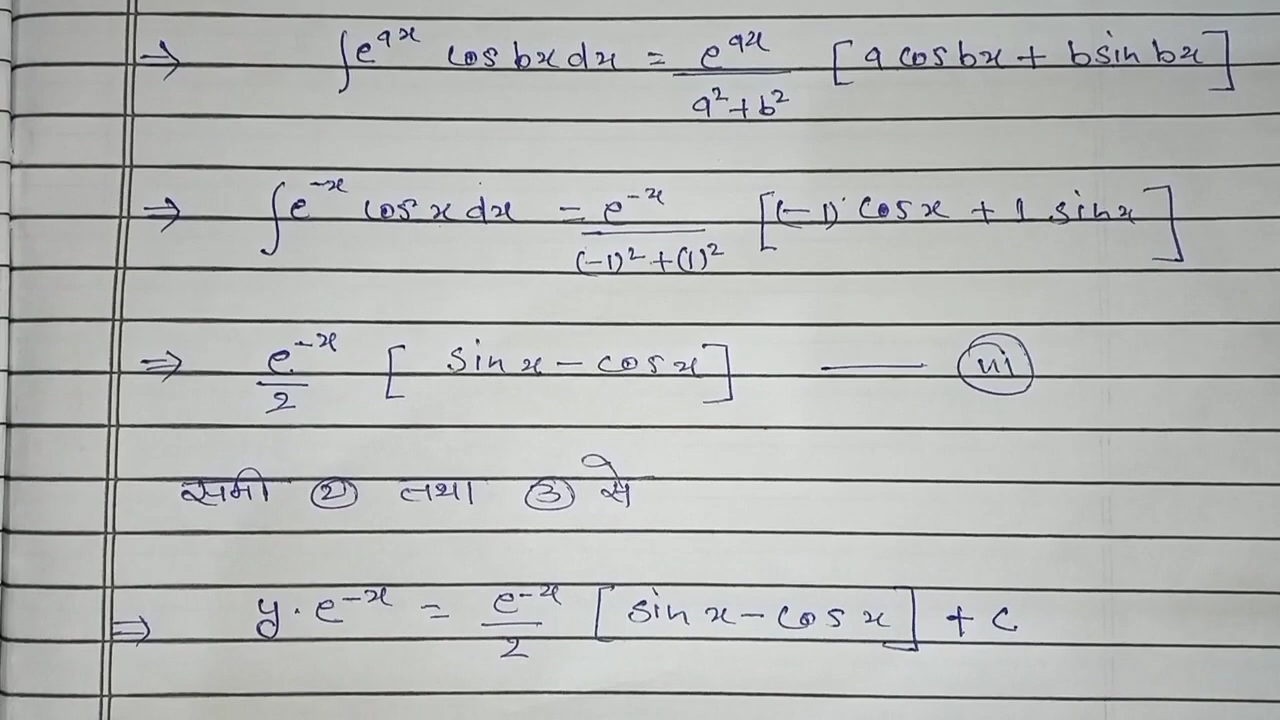 ⇒ ∫e^ax cos bx dx = e^ax / a²+b² [a cos bx + b sin bx]
⇒ ∫e^-x cos x dx = e^-x / (-1)²+(1)² [(-1) cos x + 1 . sin x]
⇒ e^-x / 2 [sin x - cos x] —— (iii)
समी ② तथा ③ से
⇒ y . e^-x = e^-x / 2 [sin x - cos x] + c